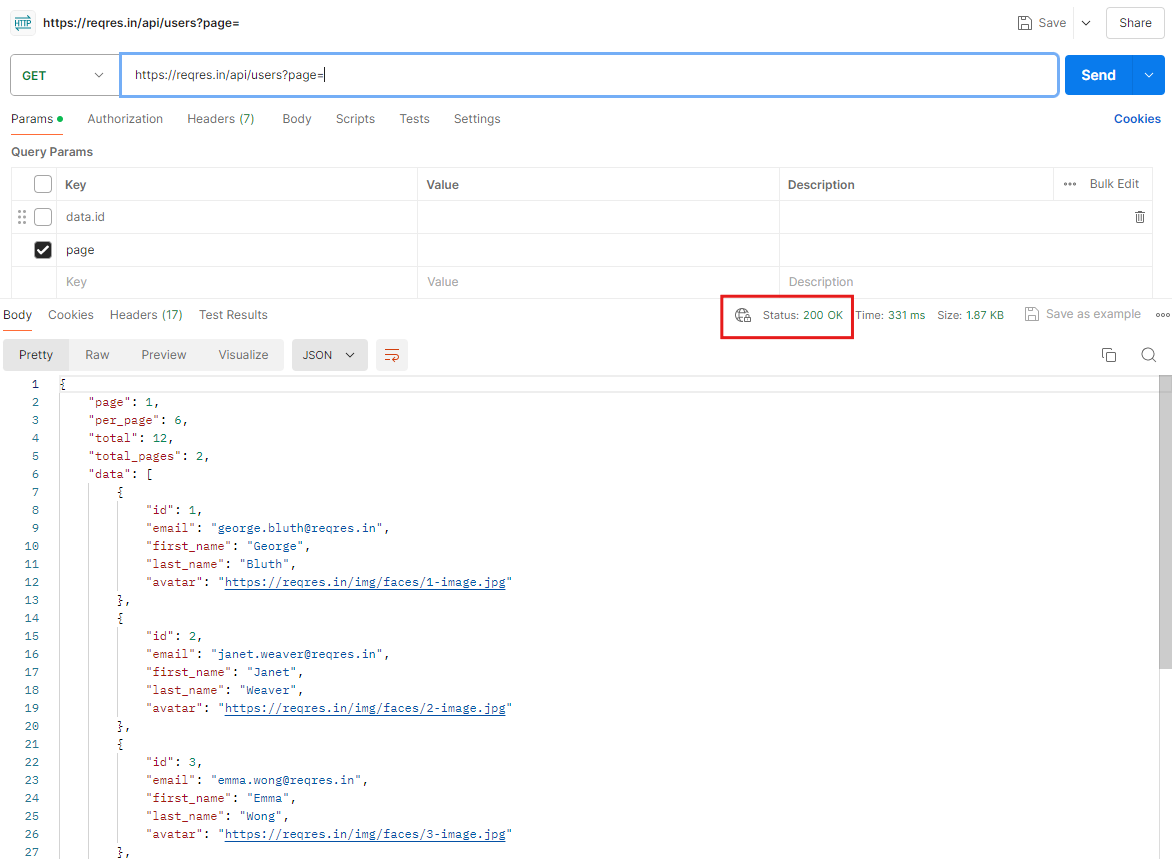 HTTP https://reqres.in/api/users?page= Save Share
GET https://reqres.in/api/users?page= Send
Params Authorization Headers (7) Body Scripts Tests Settings Cookies
Query Params
Key Value Description Bulk Edit
data.id
page
Key Value Description
Body Cookies Headers (17) Test Results Status: 200 OK Time: 331 ms Size: 1.87 KB Save as example
Pretty Raw Preview Visualize JSON
1 {
2 "page": 1,
3 "per_page": 6,
4 "total": 12,
5 "total_pages": 2,
6 "data": [
7 {
8 "id": 1,
9 "email": "george.bluth@reqres.in",
10 "first_name": "George",
11 "last_name": "Bluth",
12 "avatar": "https://reqres.in/img/faces/1-image.jpg"
13 },
14 {
15 "id": 2,
16 "email": "janet.weaver@reqres.in",
17 "first_name": "Janet",
18 "last_name": "Weaver",
19 "avatar": "https://reqres.in/img/faces/2-image.jpg"
20 },
21 {
22 "id": 3,
23 "email": "emma.wong@reqres.in",
24 "first_name": "Emma",
25 "last_name": "Wong",
26 "avatar": "https://reqres.in/img/faces/3-image.jpg"
27 },